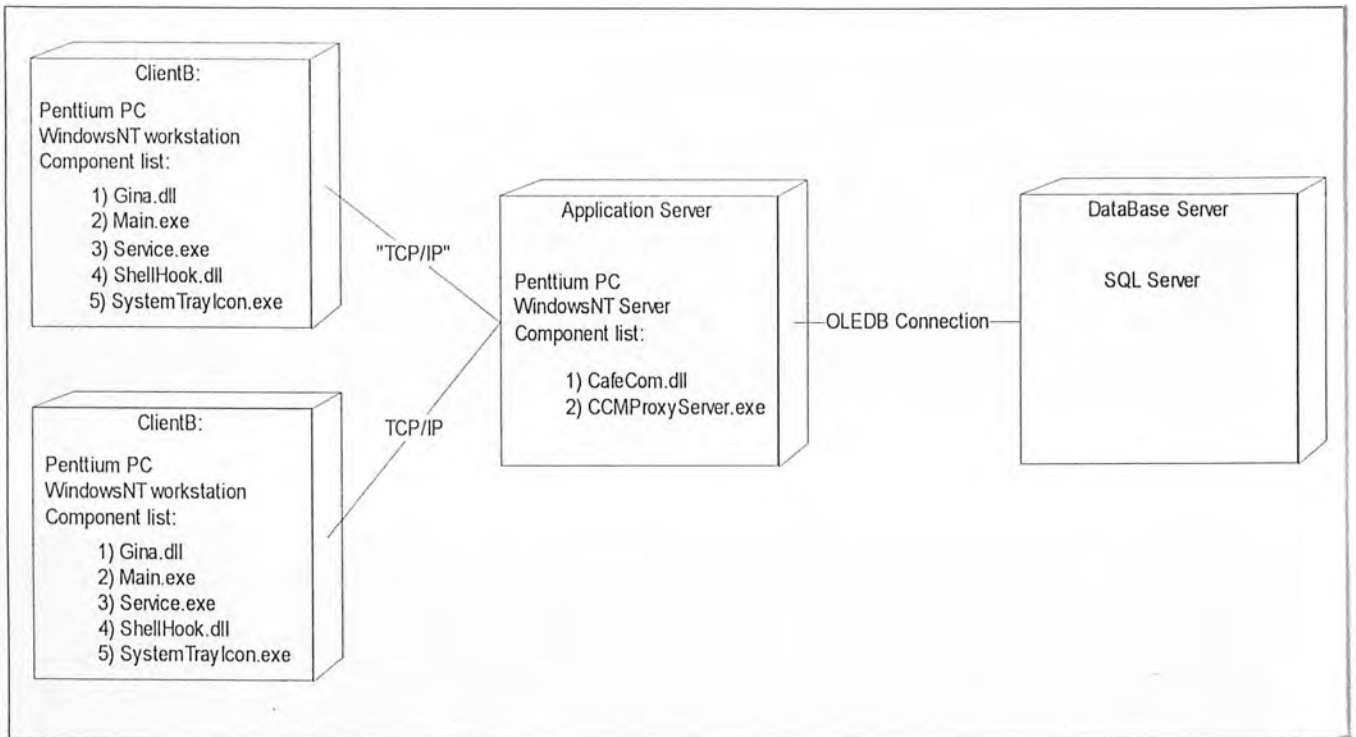 ClientB:
Penttium PC
WindowsNT workstation
Component list:
1) Gina.dll
2) Main.exe
3) Service.exe
4) ShellHook.dll
5) SystemTrayIcon.exe
"TCP/IP"
ClientB:
Penttium PC
WindowsNT workstation
Component list:
1) Gina.dll
2) Main.exe
3) Service.exe
4) ShellHook.dll
5) SystemTrayIcon.exe
TCP/IP
Application Server
Penttium PC
WindowsNT Server
Component list:
1) CafeCom.dll
2) CCMProxyServer.exe
OLEDB Connection
DataBase Server
SQL Server